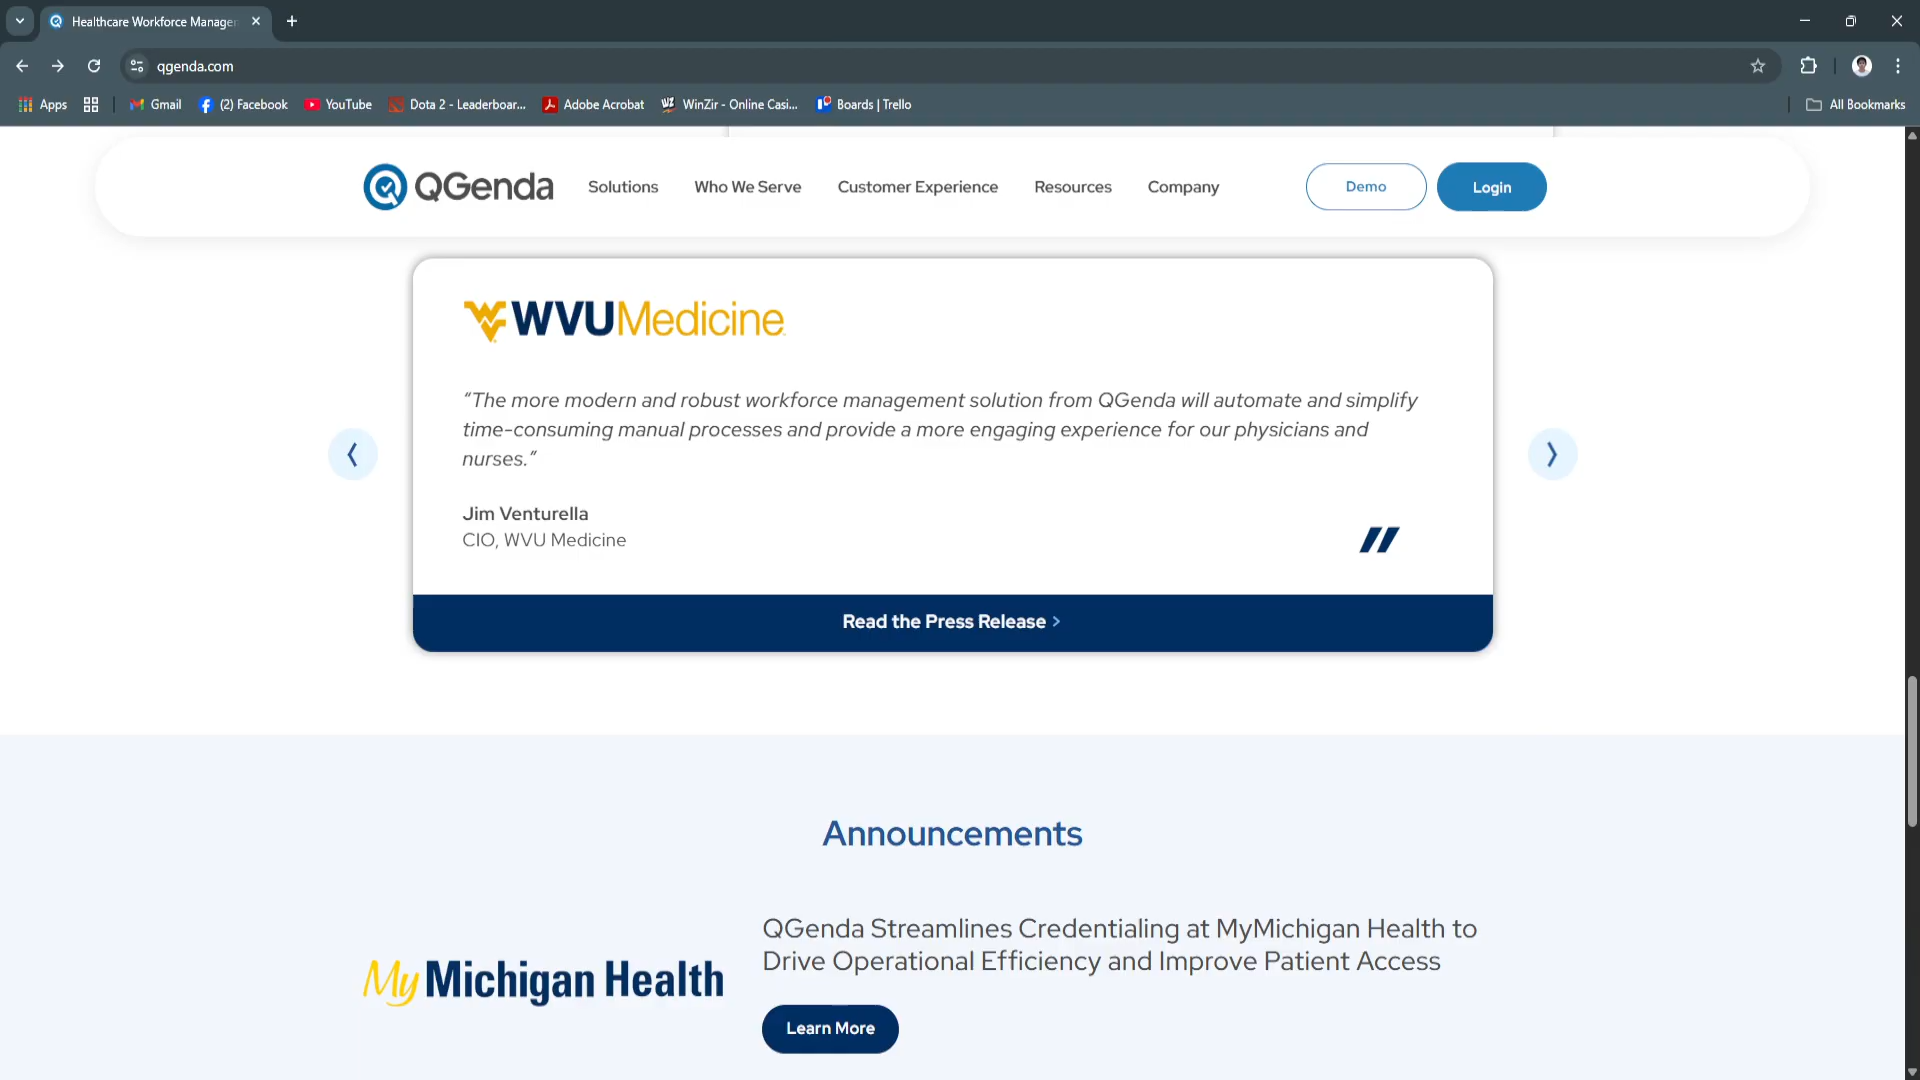 Healthcare Workforce Manage
qgenda.com
Apps
Gmail
(2) Facebook
YouTube
Dota 2 - Leaderboar...
Adobe Acrobat
WinZir - Online Casi...
Boards | Trello
All Bookmarks
QGenda
Solutions
Who We Serve
Customer Experience
Resources
Company
Demo
Login
WVUMedicine
“The more modern and robust workforce management solution from QGenda will automate and simplify
time-consuming manual processes and provide a more engaging experience for our physicians and
nurses.”
Jim Venturella
CIO, WVU Medicine
Read the Press Release >
Announcements
My Michigan Health
QGenda Streamlines Credentialing at MyMichigan Health to
Drive Operational Efficiency and Improve Patient Access
Learn More